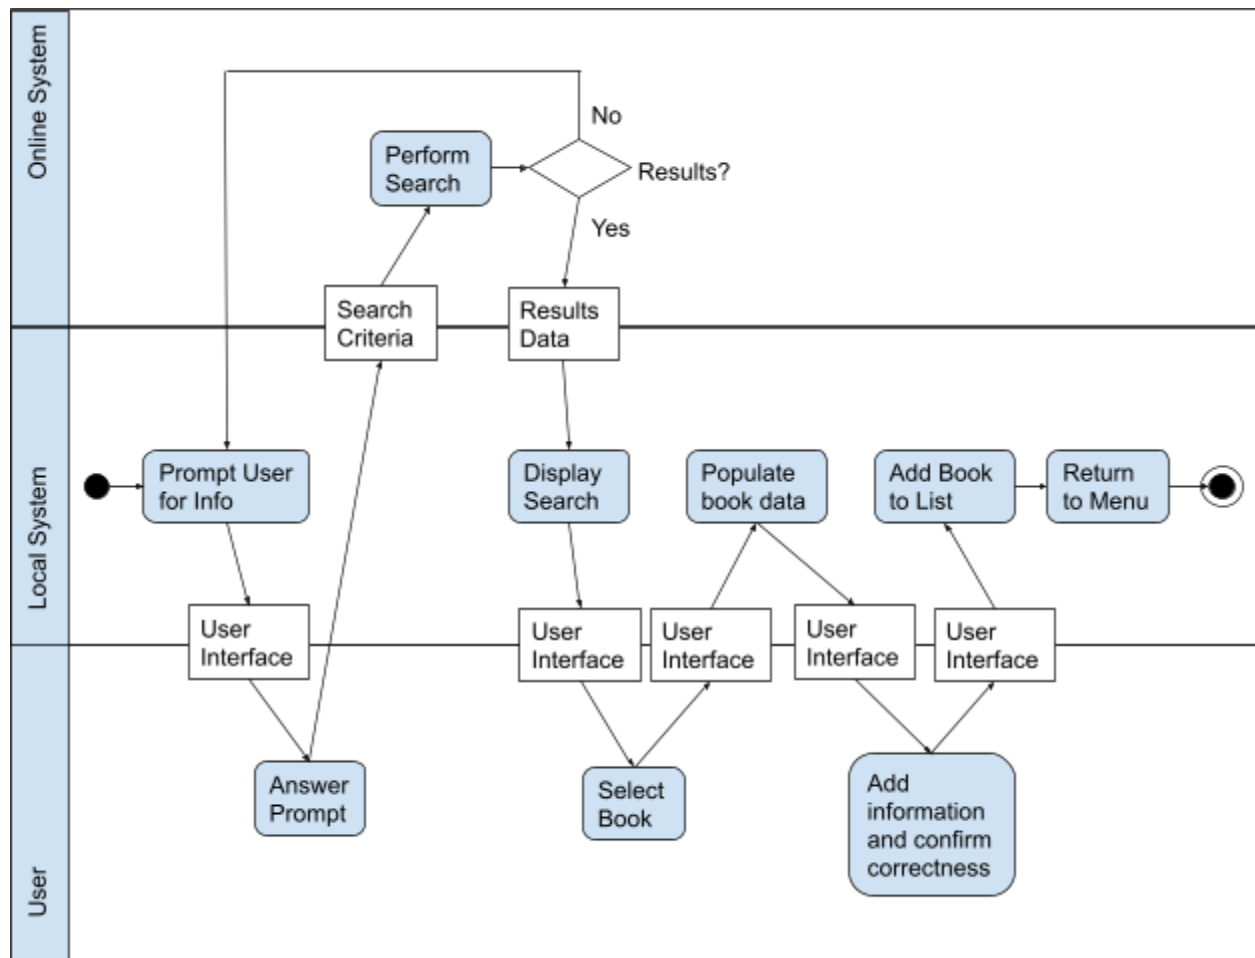 Online System
No
Perform
Search
Results?
Yes
Search
Criteria
Results
Data
Local System
Prompt User
for Info
Display
Search
Populate
book data
Add Book
to List
Return
to Menu
User
Interface
User
Interface
User
Interface
User
Interface
User
Interface
User
Answer
Prompt
Select
Book
Add
information
and confirm
correctness